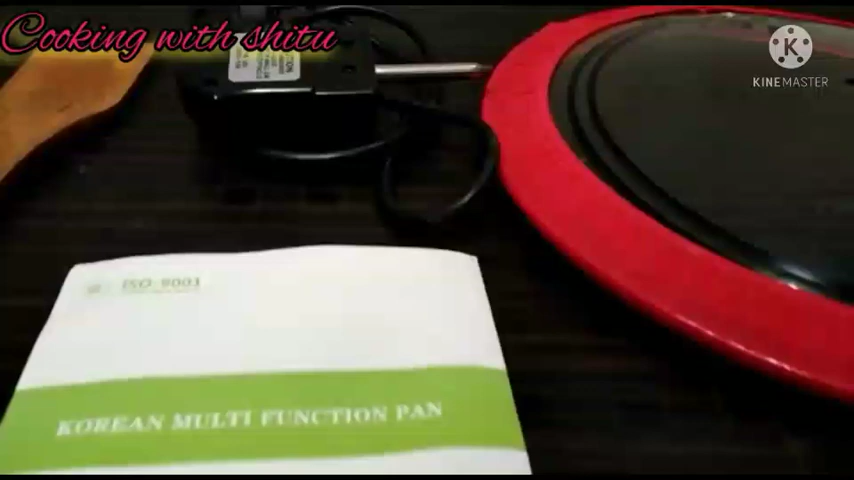 Cooking with shitu
K
KINEMASTER
ISO 9001
KOREAN MULTI FUNCTION PAN